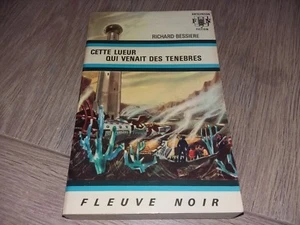 RICHARD-BESSIERE
CETTE LUEUR
QUI VENAIT DES TENEBRES
FLEUVE NOIR